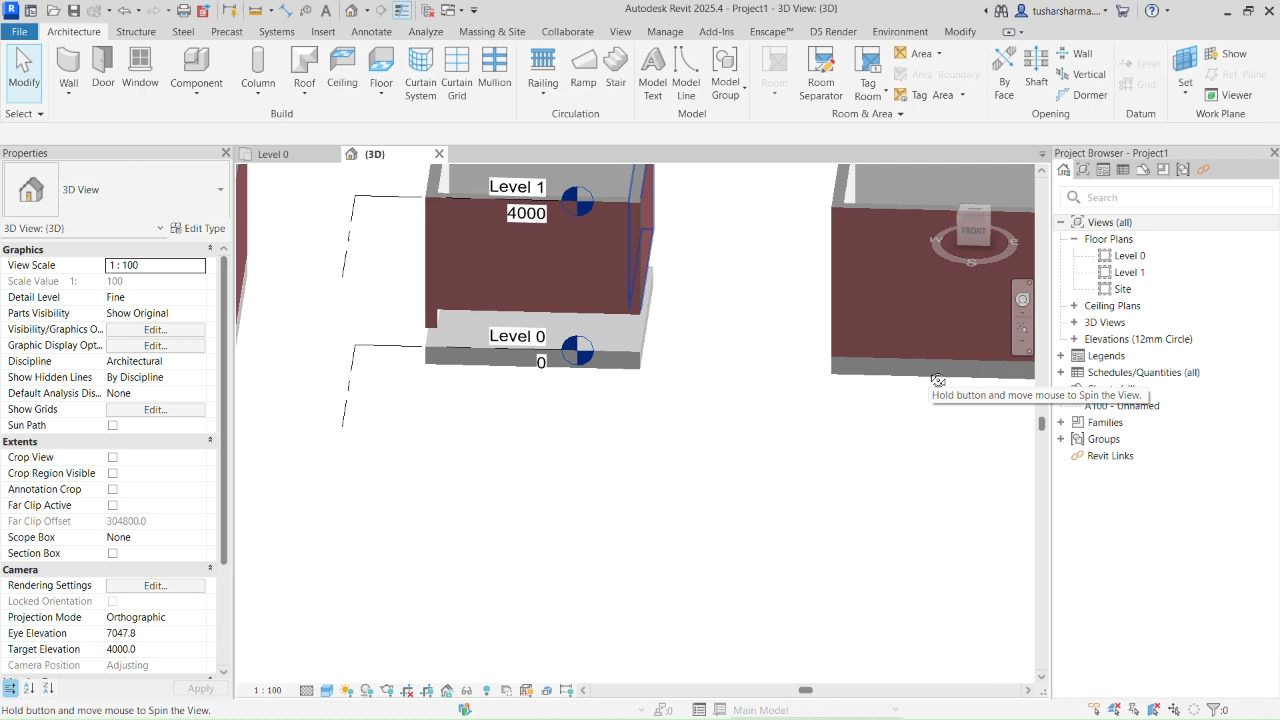 Autodesk Revit 2025.4 - Project1 - 3D View: {3D}
tusharsharma....
File Architecture Structure Steel Precast Systems Insert Annotate Analyze Massing & Site Collaborate View Manage Add-Ins Enscape™ D5 Render Environment Modify
Modify
Wall
Door
Window
Component
Column
Roof
Ceiling
Floor
Curtain System
Curtain Grid
Mullion
Railing
Ramp
Stair
Model Text
Model Line
Model Group
Room
Room Separator
Tag Room
Area
Area Boundary
Tag Area
By Face
Shaft
Wall
Vertical
Dormer
Level
Grid
Set
Show
Ref Plane
Viewer
Select
Build
Circulation
Model
Room & Area
Opening
Datum
Work Plane
Properties
3D View
3D View: {3D}
Edit Type
Graphics
View Scale 1 : 100
Scale Value 1: 100
Detail Level Fine
Parts Visibility Show Original
Visibility/Graphics O... Edit...
Graphic Display Opt... Edit...
Discipline Architectural
Show Hidden Lines By Discipline
Default Analysis Dis... None
Show Grids Edit...
Sun Path
Extents
Crop View
Crop Region Visible
Annotation Crop
Far Clip Active
Far Clip Offset 304800.0
Scope Box None
Section Box
Camera
Rendering Settings Edit...
Locked Orientation
Projection Mode Orthographic
Eye Elevation 7047.8
Target Elevation 4000.0
Camera Position Adjusting
Apply
Level 0
{3D}
Level 1
4000
Level 0
0
TOP
FRONT
W
S
Hold button and move mouse to Spin the View.
Project Browser - Project1
Search
Views (all)
Floor Plans
Level 0
Level 1
Site
Ceiling Plans
3D Views
Elevations (12mm Circle)
Legends
Schedules/Quantities (all)
A100 - Unnamed
Families
Groups
Revit Links
1 : 100
Hold button and move mouse to Spin the View.
:0
Main Model
:0